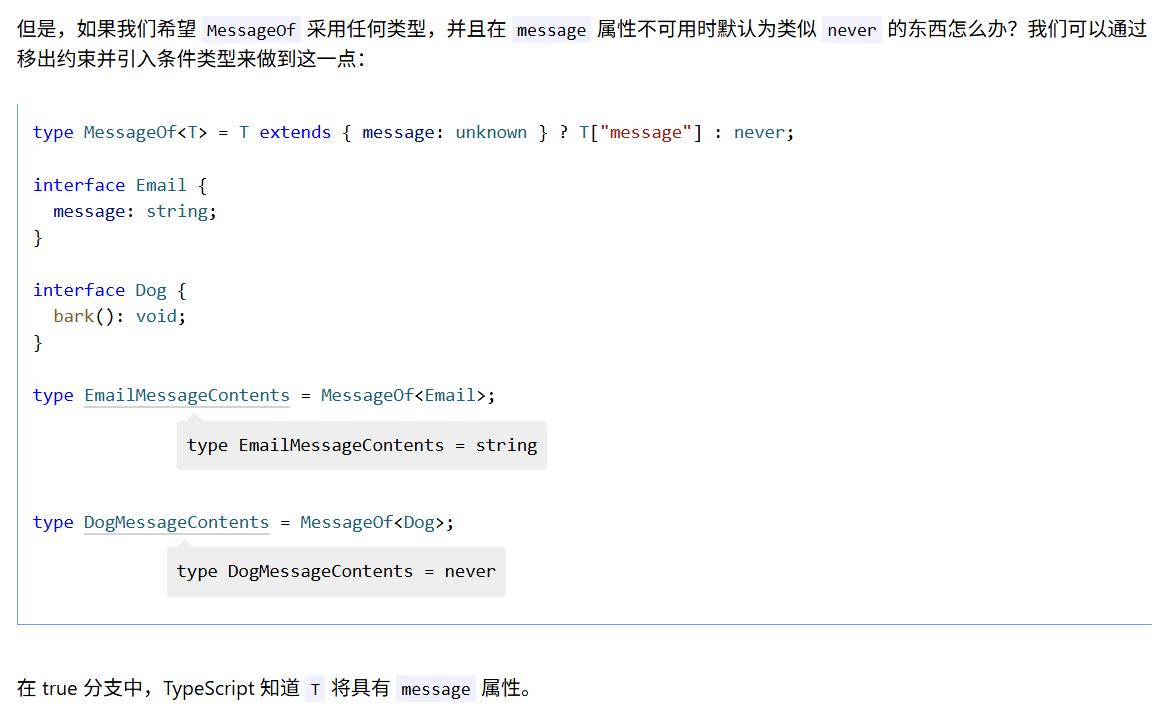 但是，如果我们希望 MessageOf 采用任何类型，并且在 message 属性不可用时默认为类似 never 的东西怎么办？我们可以通过
移出约束并引入条件类型来做到这一点：
type MessageOf<T> = T extends { message: unknown } ? T["message"] : never;
interface Email {
  message: string;
}
interface Dog {
  bark(): void;
}
type EmailMessageContents = MessageOf<Email>;
type EmailMessageContents = string
type DogMessageContents = MessageOf<Dog>;
type DogMessageContents = never
在 true 分支中，TypeScript 知道 T 将具有 message 属性。